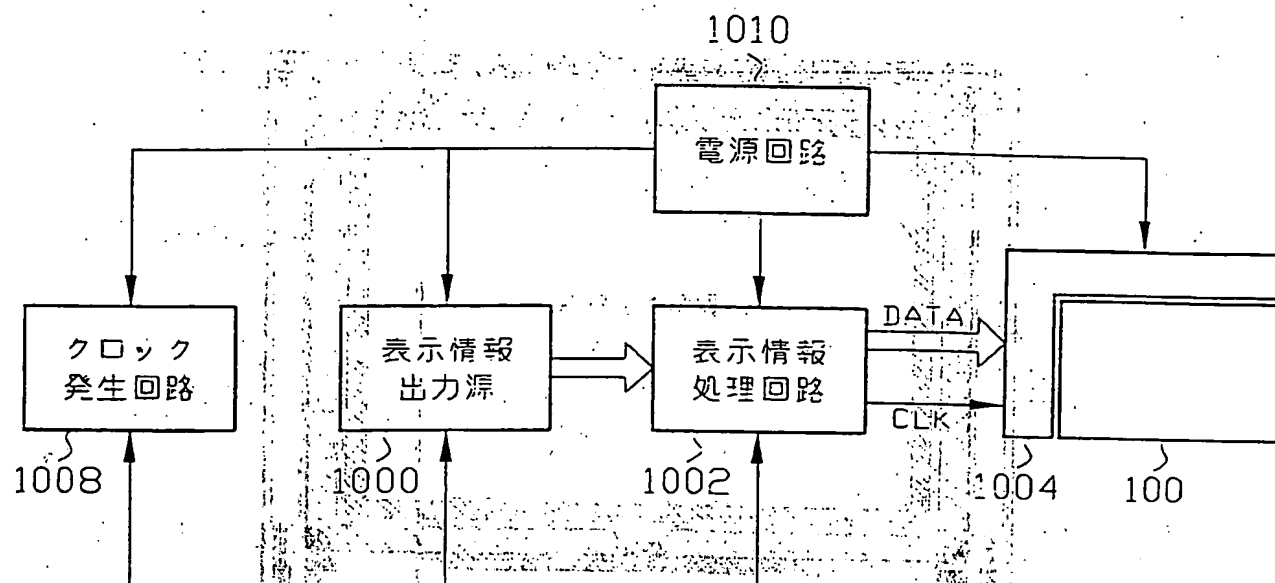 1010
電源回路
クロック
発生回路
表示情報
出力源
表示情報
処理回路
DATA
CLK
1008
1000
1002
1004
100